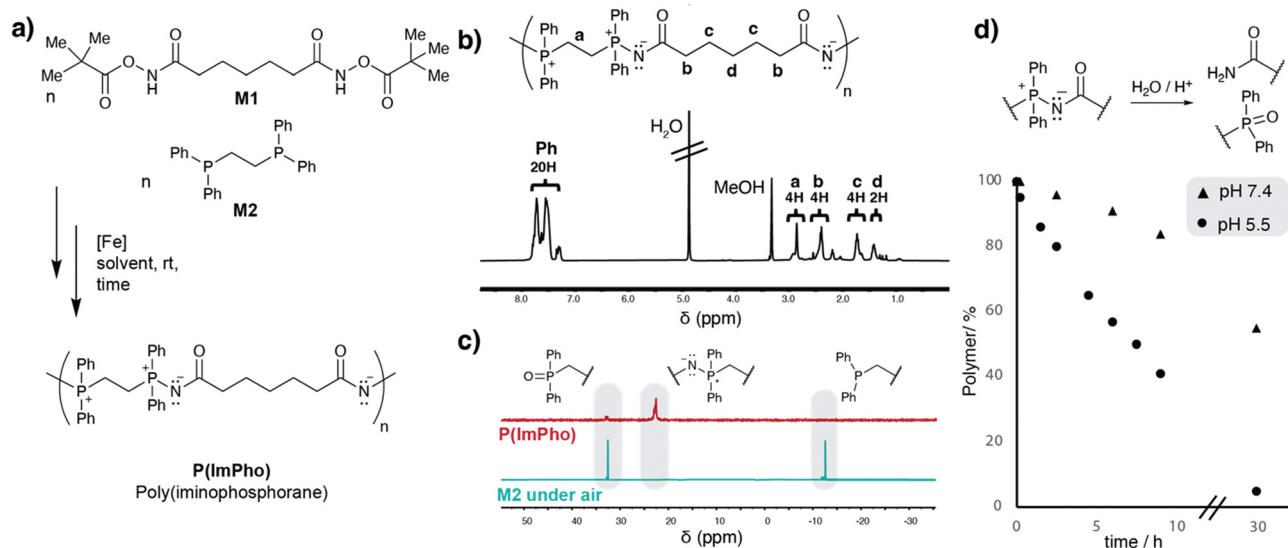 a)
Me
Me
Me
O
O
N
H
O
n
M1
O
H
N
O
O
Me
Me
Me
Ph
Ph
P
P
Ph
Ph
n
M2
[Fe]
solvent, rt,
time
Ph
P
+
Ph
Ph
+
P
Ph
N
−
O
O
N
−
n
P(ImPho)
Poly(iminophosphorane)
b)
Ph
P
+
Ph
a
Ph
+
P
Ph
N
−
O
b
c
d
c
b
O
N
−
n
Ph
20H
H2O
MeOH
a
4H
b
4H
c
4H
d
2H
8.0 7.0 6.0 5.0 4.0 3.0 2.0 1.0
δ (ppm)
c)
Ph
O=P
Ph
−
N
Ph
P
+
Ph
Ph
P
Ph
P(ImPho)
M2 under air
50 40 30 20 10 0 -10 -20 -30
δ (ppm)
d)
Ph
+
P
Ph
N
−
O
H2O / H+
O
H2N
Ph
P=O
Ph
pH 7.4
pH 5.5
Polymer/ %
100
80
60
40
20
0
0 5 10 30
time / h